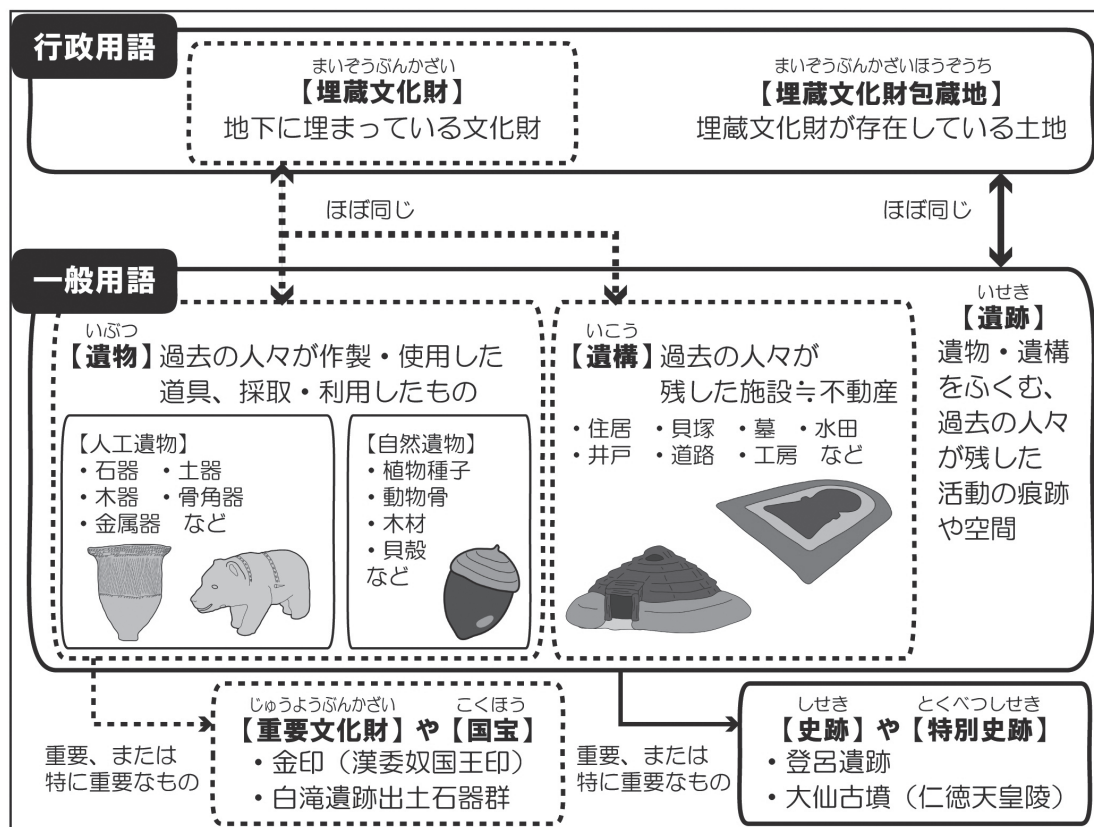 行政用語
まいぞうぶんかざい
【埋蔵文化財】
地下に埋まっている文化財
まいぞうぶんかざいほうぞうち
【埋蔵文化財包蔵地】
埋蔵文化財が存在している土地
ほぼ同じ
ほぼ同じ
一般用語
いぶつ
【遺物】過去の人々が作製・使用した
道具、採取・利用したもの
【人工遺物】
・石器 ・土器
・木器 ・骨角器
・金属器 など
【自然遺物】
・植物種子
・動物骨
・木材
・貝殻
など
いこう
【遺構】過去の人々が
残した施設≒不動産
・住居 ・貝塚 ・墓 ・水田
・井戸 ・道路 ・工房 など
いせき
【遺跡】
遺物・遺構
をふくむ、
過去の人々
が残した
活動の痕跡
や空間
重要、または
特に重要なもの
じゅうようぶんかざい こくほう
【重要文化財】や【国宝】
・金印（漢委奴国王印）
・白滝遺跡出土石器群
重要、または
特に重要なもの
しせき とくべつしせき
【史跡】や【特別史跡】
・登呂遺跡
・大仙古墳（仁徳天皇陵）